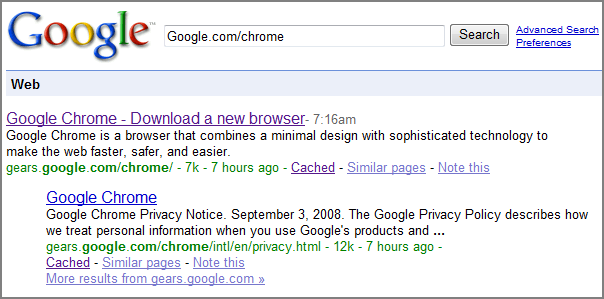 Google™
Google.com/chrome
Search
Advanced Search
Preferences
Web
Google Chrome - Download a new browser- 7:16am
Google Chrome is a browser that combines a minimal design with sophisticated technology to
make the web faster, safer, and easier.
gears.google.com/chrome/ - 7k - 7 hours ago - Cached - Similar pages - Note this
Google Chrome
Google Chrome Privacy Notice. September 3, 2008. The Google Privacy Policy describes how
we treat personal information when you use Google's products and ...
gears.google.com/chrome/intl/en/privacy.html - 12k - 7 hours ago -
Cached - Similar pages - Note this
More results from gears.google.com »